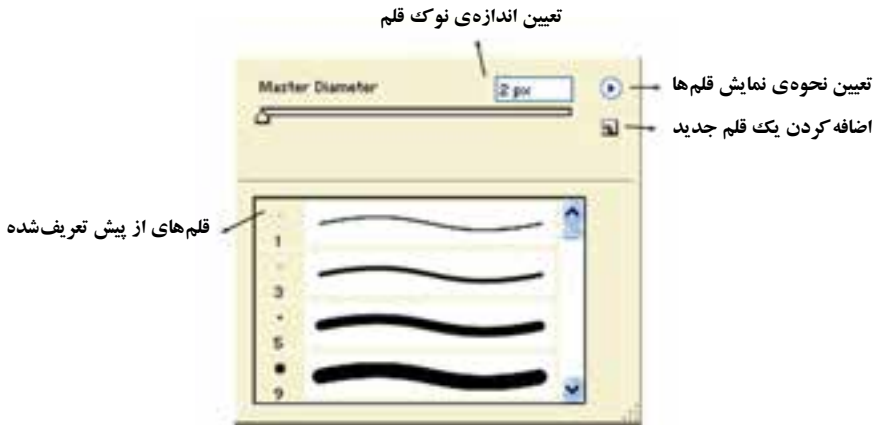 تعیین اندازه‌ی نوک قلم
Master Diameter
2 px
تعیین نحوه‌ی نمایش قلم‌ها
اضافه کردن یک قلم جدید
قلم‌های از پیش تعریف‌شده
1
3
5
9